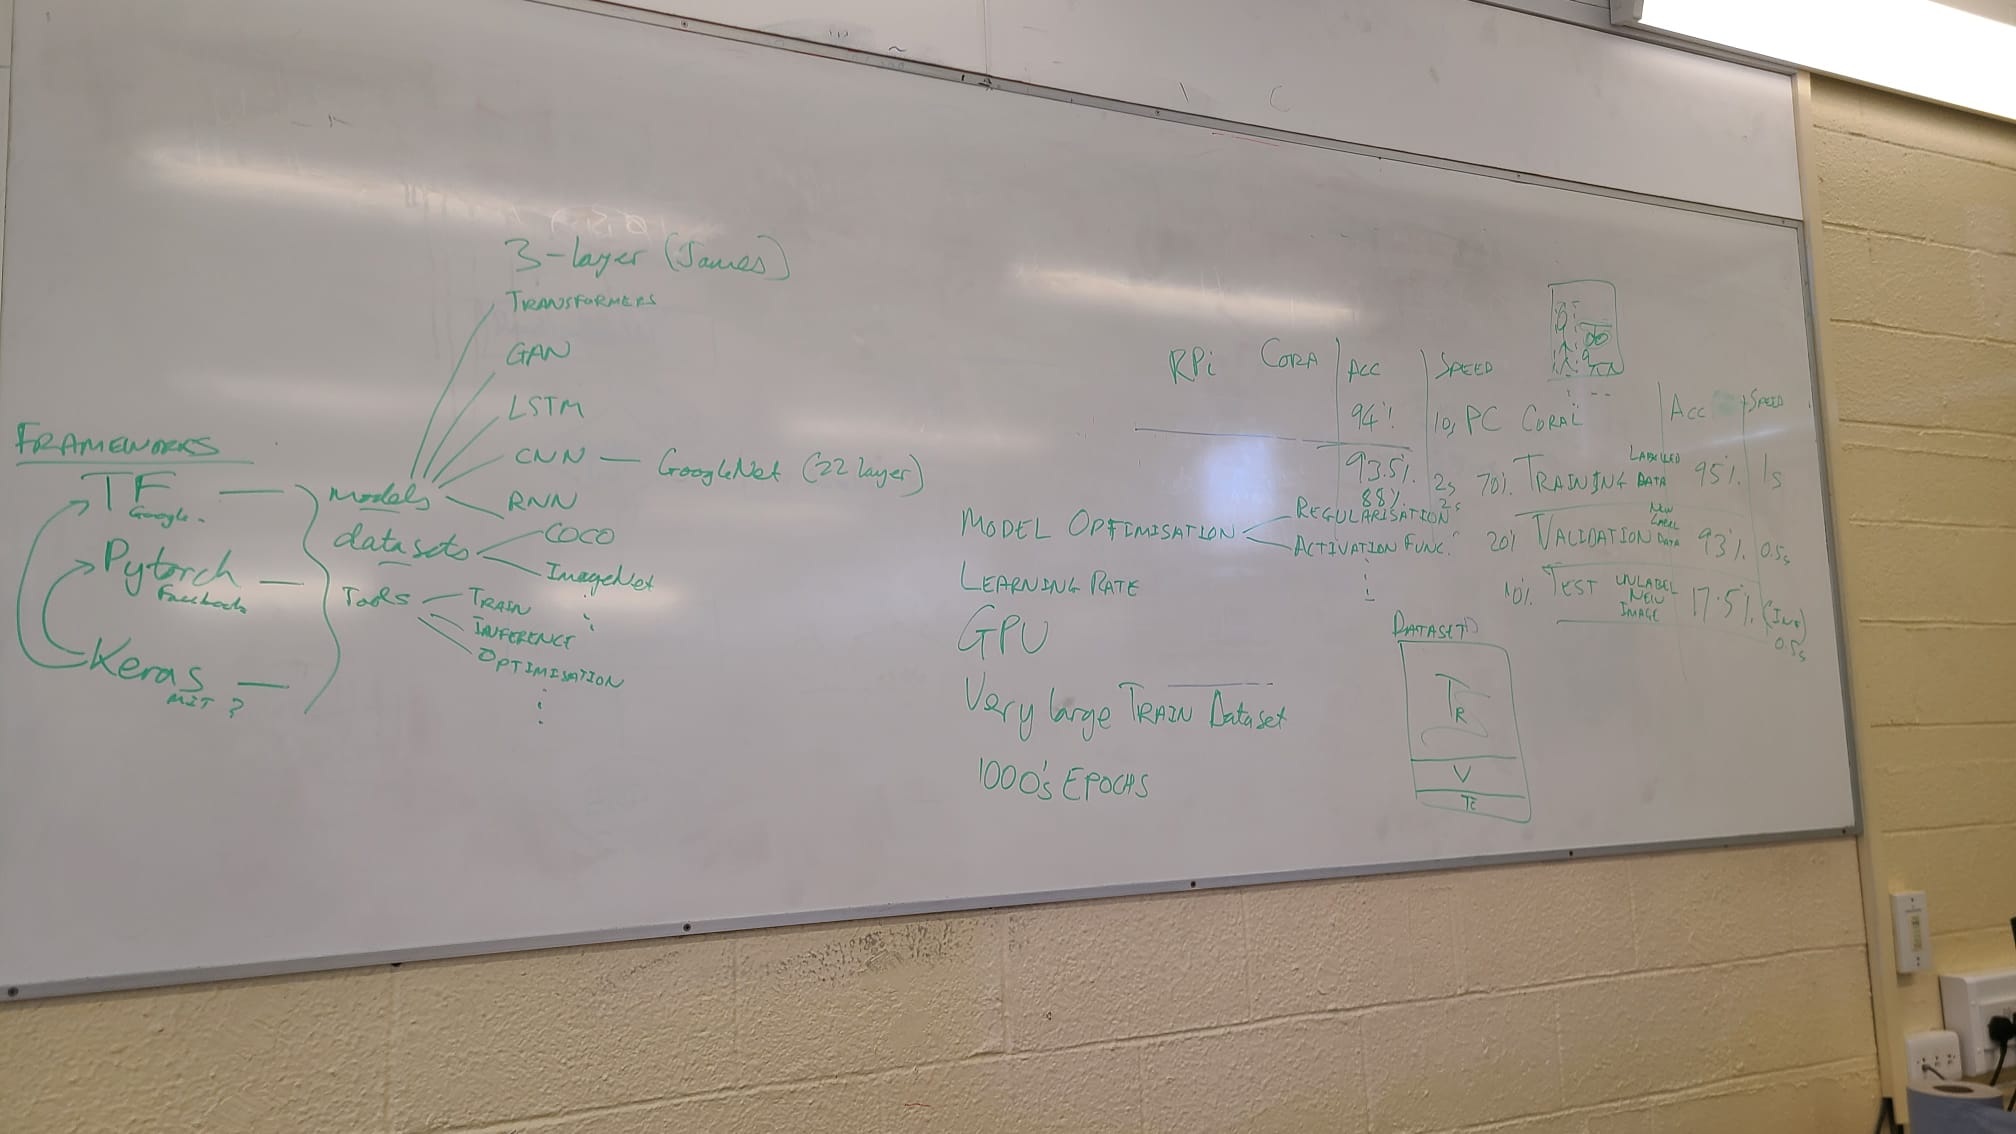 3-layer (James)
TRANSFORMERS
GAN
LSTM
CNN — GoogleNet (22 layer)
RNN
FRAMEWORKS
TF
Google
Pytorch
Facebook
Keras
MIT ?
models
datasets
COCO
ImageNet
Tools
TRAIN
INFERENCE
OPTIMISATION
RPi CORA ACC SPEED
94% 10s
93.5% 2s
88% 2s
MODEL OPTIMISATION
REGULARISATION
ACTIVATION FUNC.
LEARNING RATE
GPU
Very large TRAIN Dataset
1000's EPOCHS
PC CORAL ACC SPEED
70% TRAINING LABELLED DATA 95% 1s
20% VALIDATION NEW LABEL DATA 93% 0.5s
10% TEST UNLABEL NEW IMAGE 17.5% (INF) 0.5s
DATASET
TR
V
TE